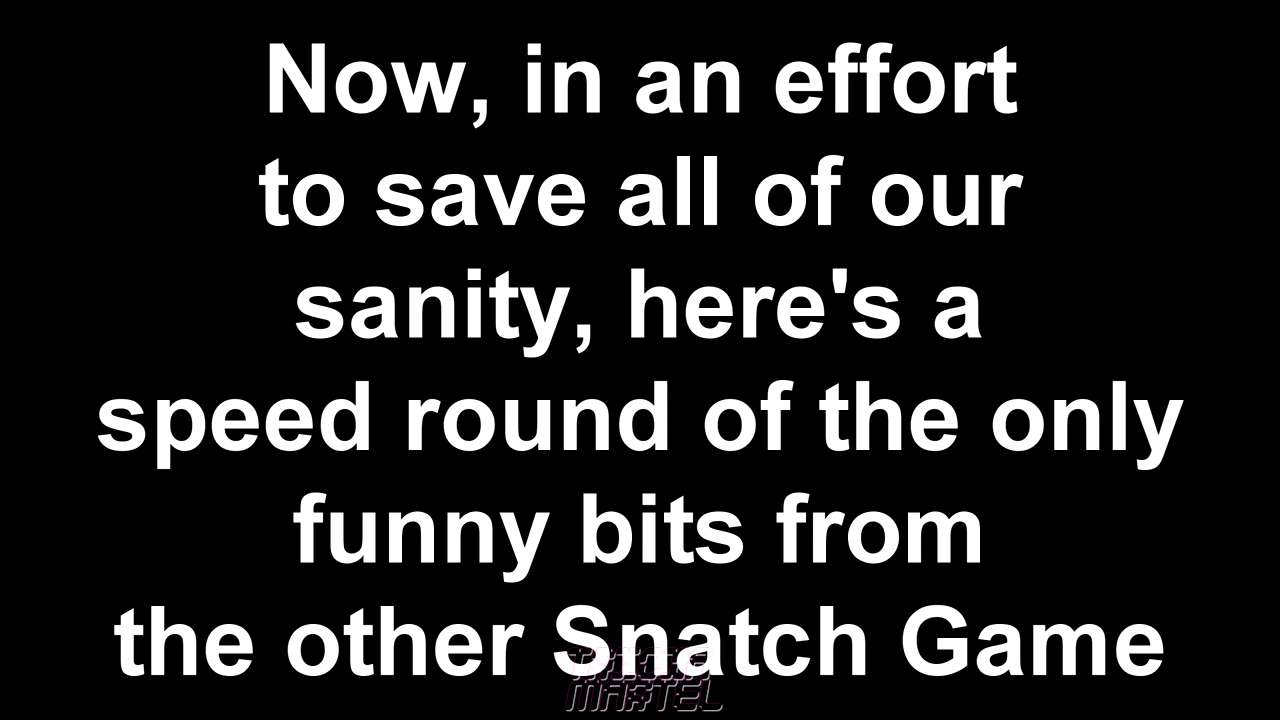 Now, in an effort
to save all of our
sanity, here's a
speed round of the only
funny bits from
the other Snatch Game
MARTEL